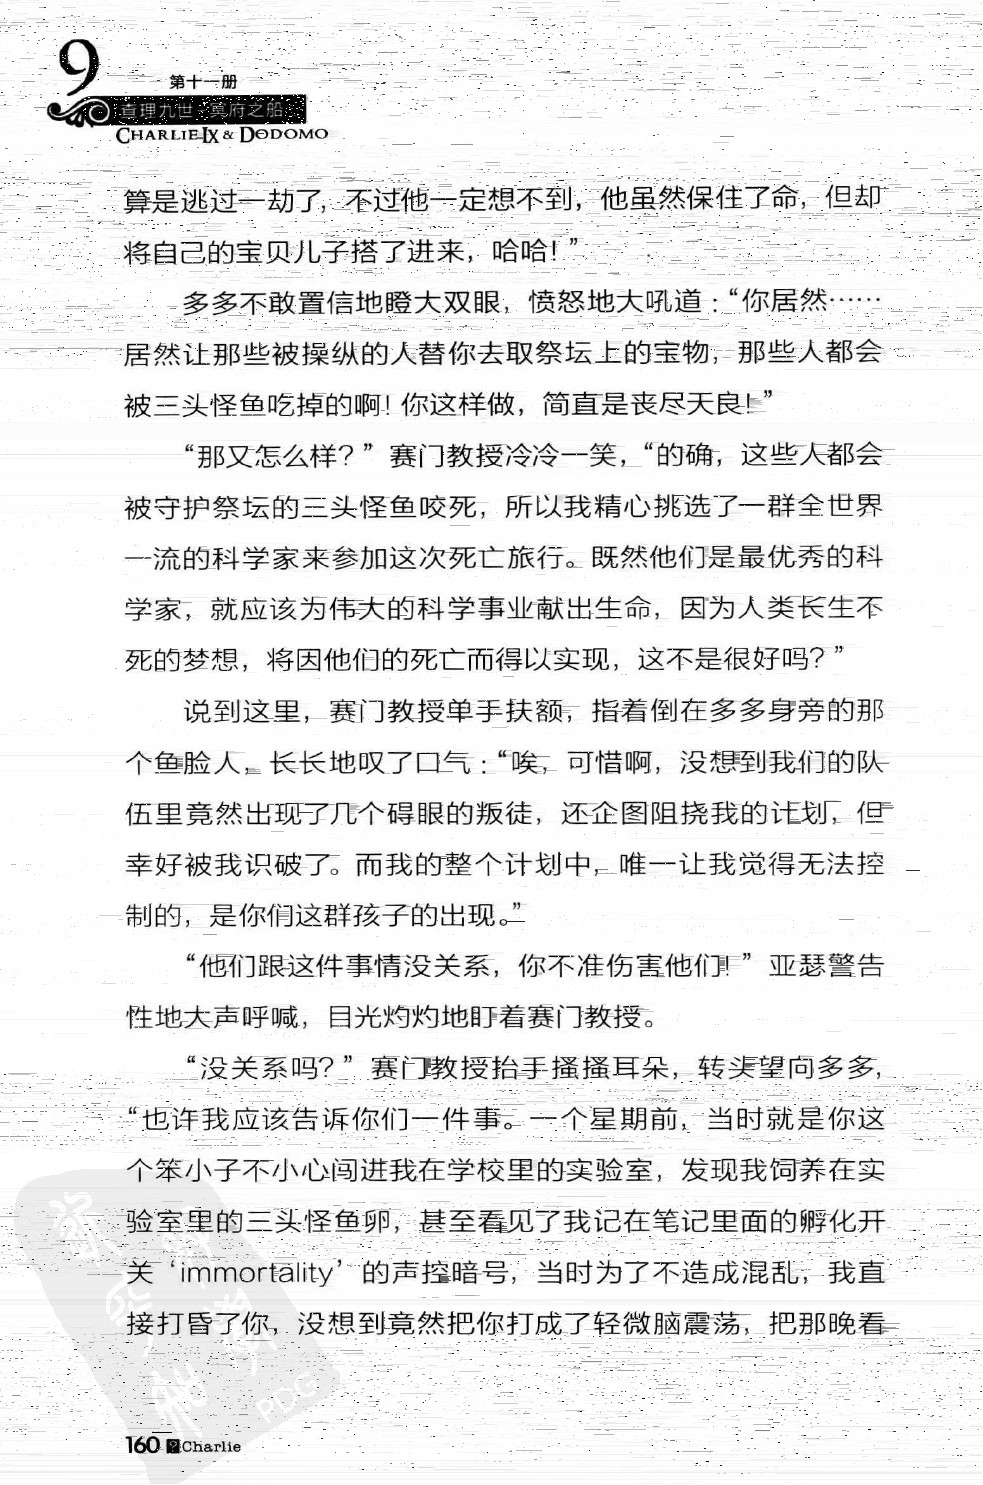 9
第十一册
查理九世 冥府之船
CHARLIE IX & DODOMO
算是逃过一劫了，不过他一定想不到，他虽然保住了命，但却
将自己的宝贝儿子搭了进来，哈哈！”
多多不敢置信地瞪大双眼，愤怒地大吼道：“你居然……
居然让那些被操纵的人替你去取祭坛上的宝物，那些人都会
被三头怪鱼吃掉的啊！你这样做，简直是丧尽天良！”
“那又怎么样？”赛门教授冷冷一笑，“的确，这些人都会
被守护祭坛的三头怪鱼咬死，所以我精心挑选了一群全世界
一流的科学家来参加这次死亡旅行。既然他们是最优秀的科
学家，就应该为伟大的科学事业献出生命，因为人类长生不
死的梦想，将因他们的死亡而得以实现，这不是很好吗？”
说到这里，赛门教授单手扶额，指着倒在多多身旁的那
个鱼脸人，长长地叹了口气：“唉，可惜啊，没想到我们的队
伍里竟然出现了几个碍眼的叛徒，还企图阻挠我的计划，但
幸好被我识破了。而我的整个计划中，唯一让我觉得无法控
制的，是你们这群孩子的出现。”
“他们跟这件事情没关系，你不准伤害他们！”亚瑟警告
性地大声呼喊，目光灼灼地盯着赛门教授。
“没关系吗？”赛门教授抬手搔搔耳朵，转头望向多多，
“也许我应该告诉你们一件事。一个星期前，当时就是你这
个笨小子不小心闯进我在学校里的实验室，发现我饲养在实
验室里的三头怪鱼卵，甚至看见了我记在笔记里面的孵化开
关‘immortality’的声控暗号，当时为了不造成混乱，我直
接打昏了你，没想到竟然把你打成了轻微脑震荡，把那晚看
PDG
160 Charlie